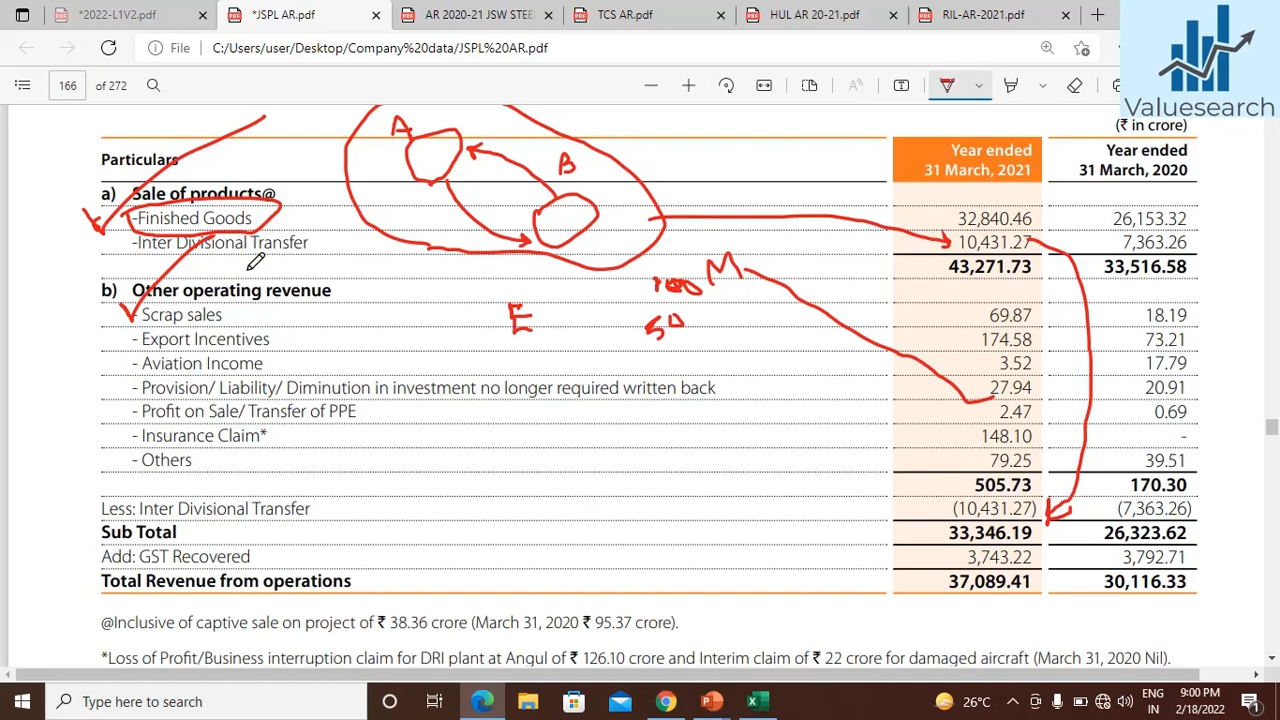 *2022-L1V2.pdf
*JSPL AR.pdf
AR 2020-21 JSW STEE
TCS AR.pdf
HUL AR 20-21.pdf
RIL-AR-2021.pdf
File C:/Users/user/Desktop/Company%20data/JSPL%20AR.pdf
166 of 272
Valuesearch
(₹ in crore)
Particulars Year ended 31 March, 2021 Year ended 31 March, 2020
a) Sale of products@
-Finished Goods 32,840.46 26,153.32
-Inter Divisional Transfer 10,431.27 7,363.26
43,271.73 33,516.58
b) Other operating revenue
- Scrap sales 69.87 18.19
- Export Incentives 174.58 73.21
- Aviation Income 3.52 17.79
- Provision/ Liability/ Diminution in investment no longer required written back 27.94 20.91
- Profit on Sale/ Transfer of PPE 2.47 0.69
- Insurance Claim* 148.10 -
- Others 79.25 39.51
505.73 170.30
Less: Inter Divisional Transfer (10,431.27) (7,363.26)
Sub Total 33,346.19 26,323.62
Add: GST Recovered 3,743.22 3,792.71
Total Revenue from operations 37,089.41 30,116.33
@Inclusive of captive sale on project of ₹ 38.36 crore (March 31, 2020 ₹ 95.37 crore).
*Loss of Profit/Business interruption claim for DRI plant at Angul of ₹ 126.10 crore and Interim claim of ₹ 22 crore for damaged aircraft (March 31, 2020 Nil).
A
B
M
100
E
50
Type here to search
26°C
ENG
IN
9:00 PM
2/18/2022